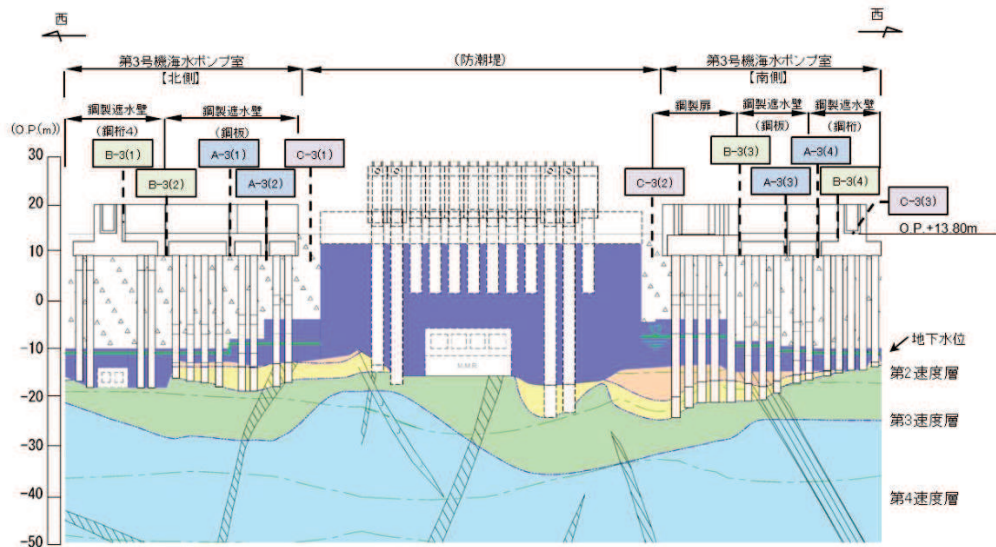 西
西
第3号機海水ポンプ室
【北側】
(防潮堤)
第3号機海水ポンプ室
【南側】
鋼製遮水壁
(鋼桁4)
鋼製遮水壁
(鋼板)
鋼製扉
鋼製遮水壁
(鋼板)
鋼製遮水壁
(鋼桁)
(O.P.(m))
B-3(1)
A-3(1)
C-3(1)
B-3(3)
A-3(4)
B-3(2)
A-3(2)
C-3(2)
A-3(3)
B-3(4)
C-3(3)
O.P.+13.80m
30
20
10
0
-10
-20
-30
-40
-50
地下水位
第2速度層
第3速度層
第4速度層